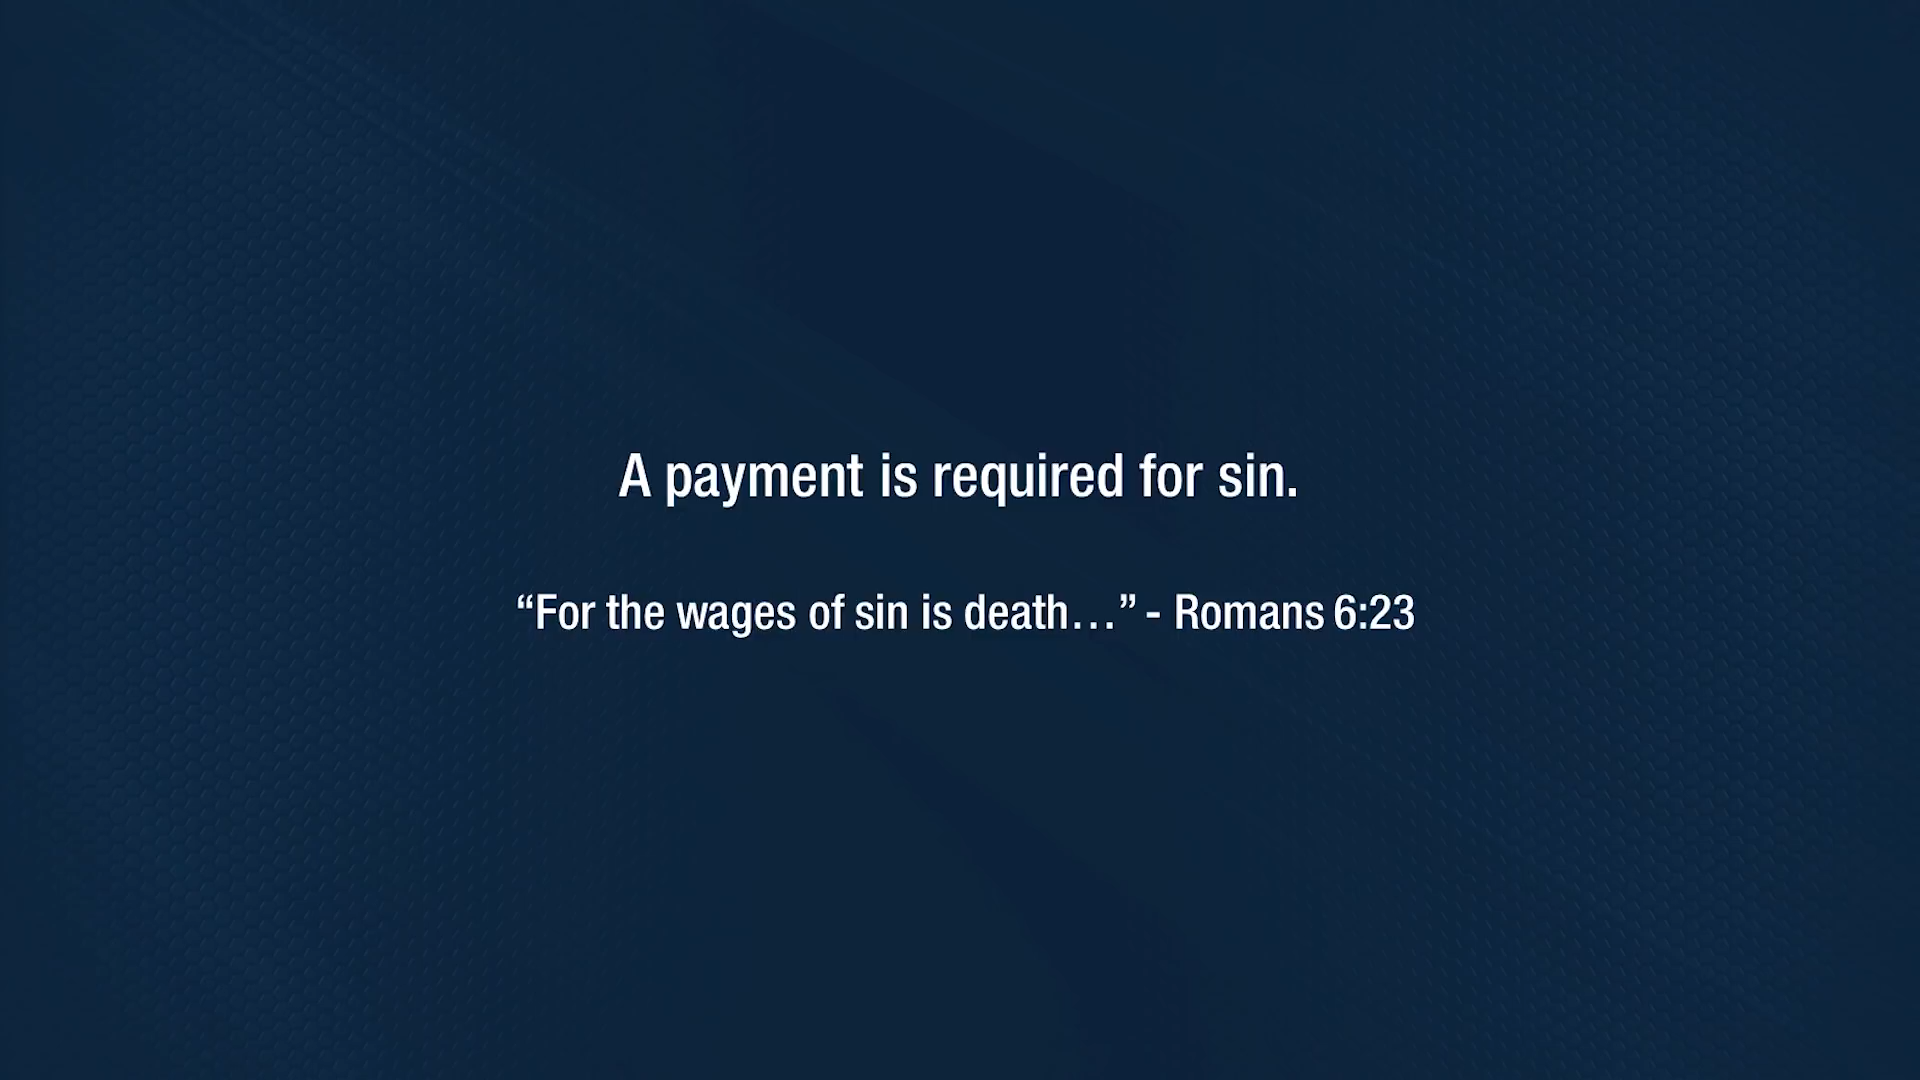 A payment is required for sin.
“For the wages of sin is death…” - Romans 6:23